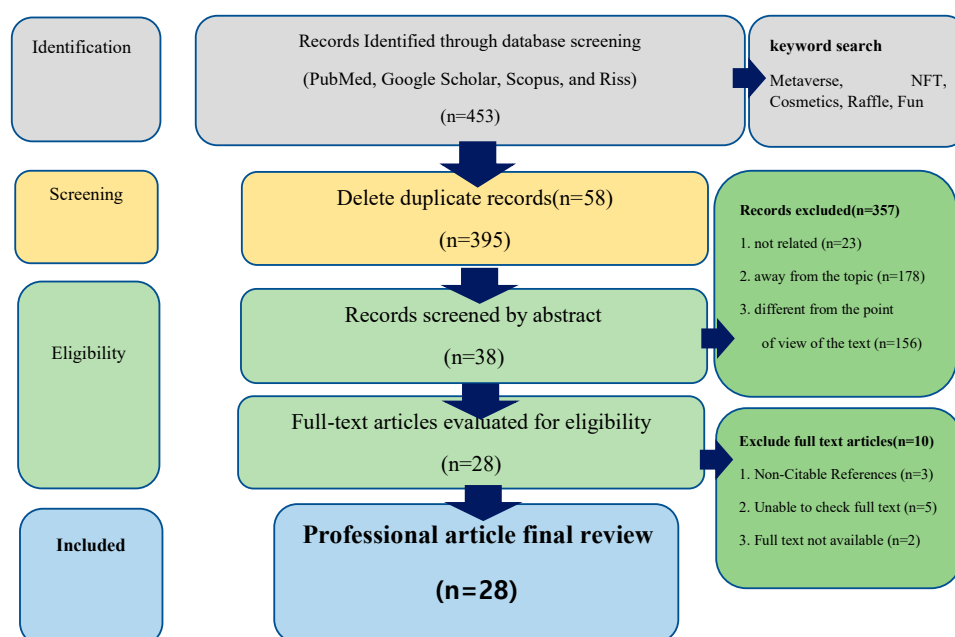 Identification
Records Identified through database screening
(PubMed, Google Scholar, Scopus, and Riss)
(n=453)
keyword search
Metaverse, NFT,
Cosmetics, Raffle, Fun
Screening
Delete duplicate records(n=58)
(n=395)
Records excluded(n=357)
1. not related (n=23)
2. away from the topic (n=178)
3. different from the point
of view of the text (n=156)
Eligibility
Records screened by abstract
(n=38)
Full-text articles evaluated for eligibility
(n=28)
Exclude full text articles(n=10)
1. Non-Citable References (n=3)
2. Unable to check full text (n=5)
3. Full text not available (n=2)
Included
Professional article final review
(n=28)